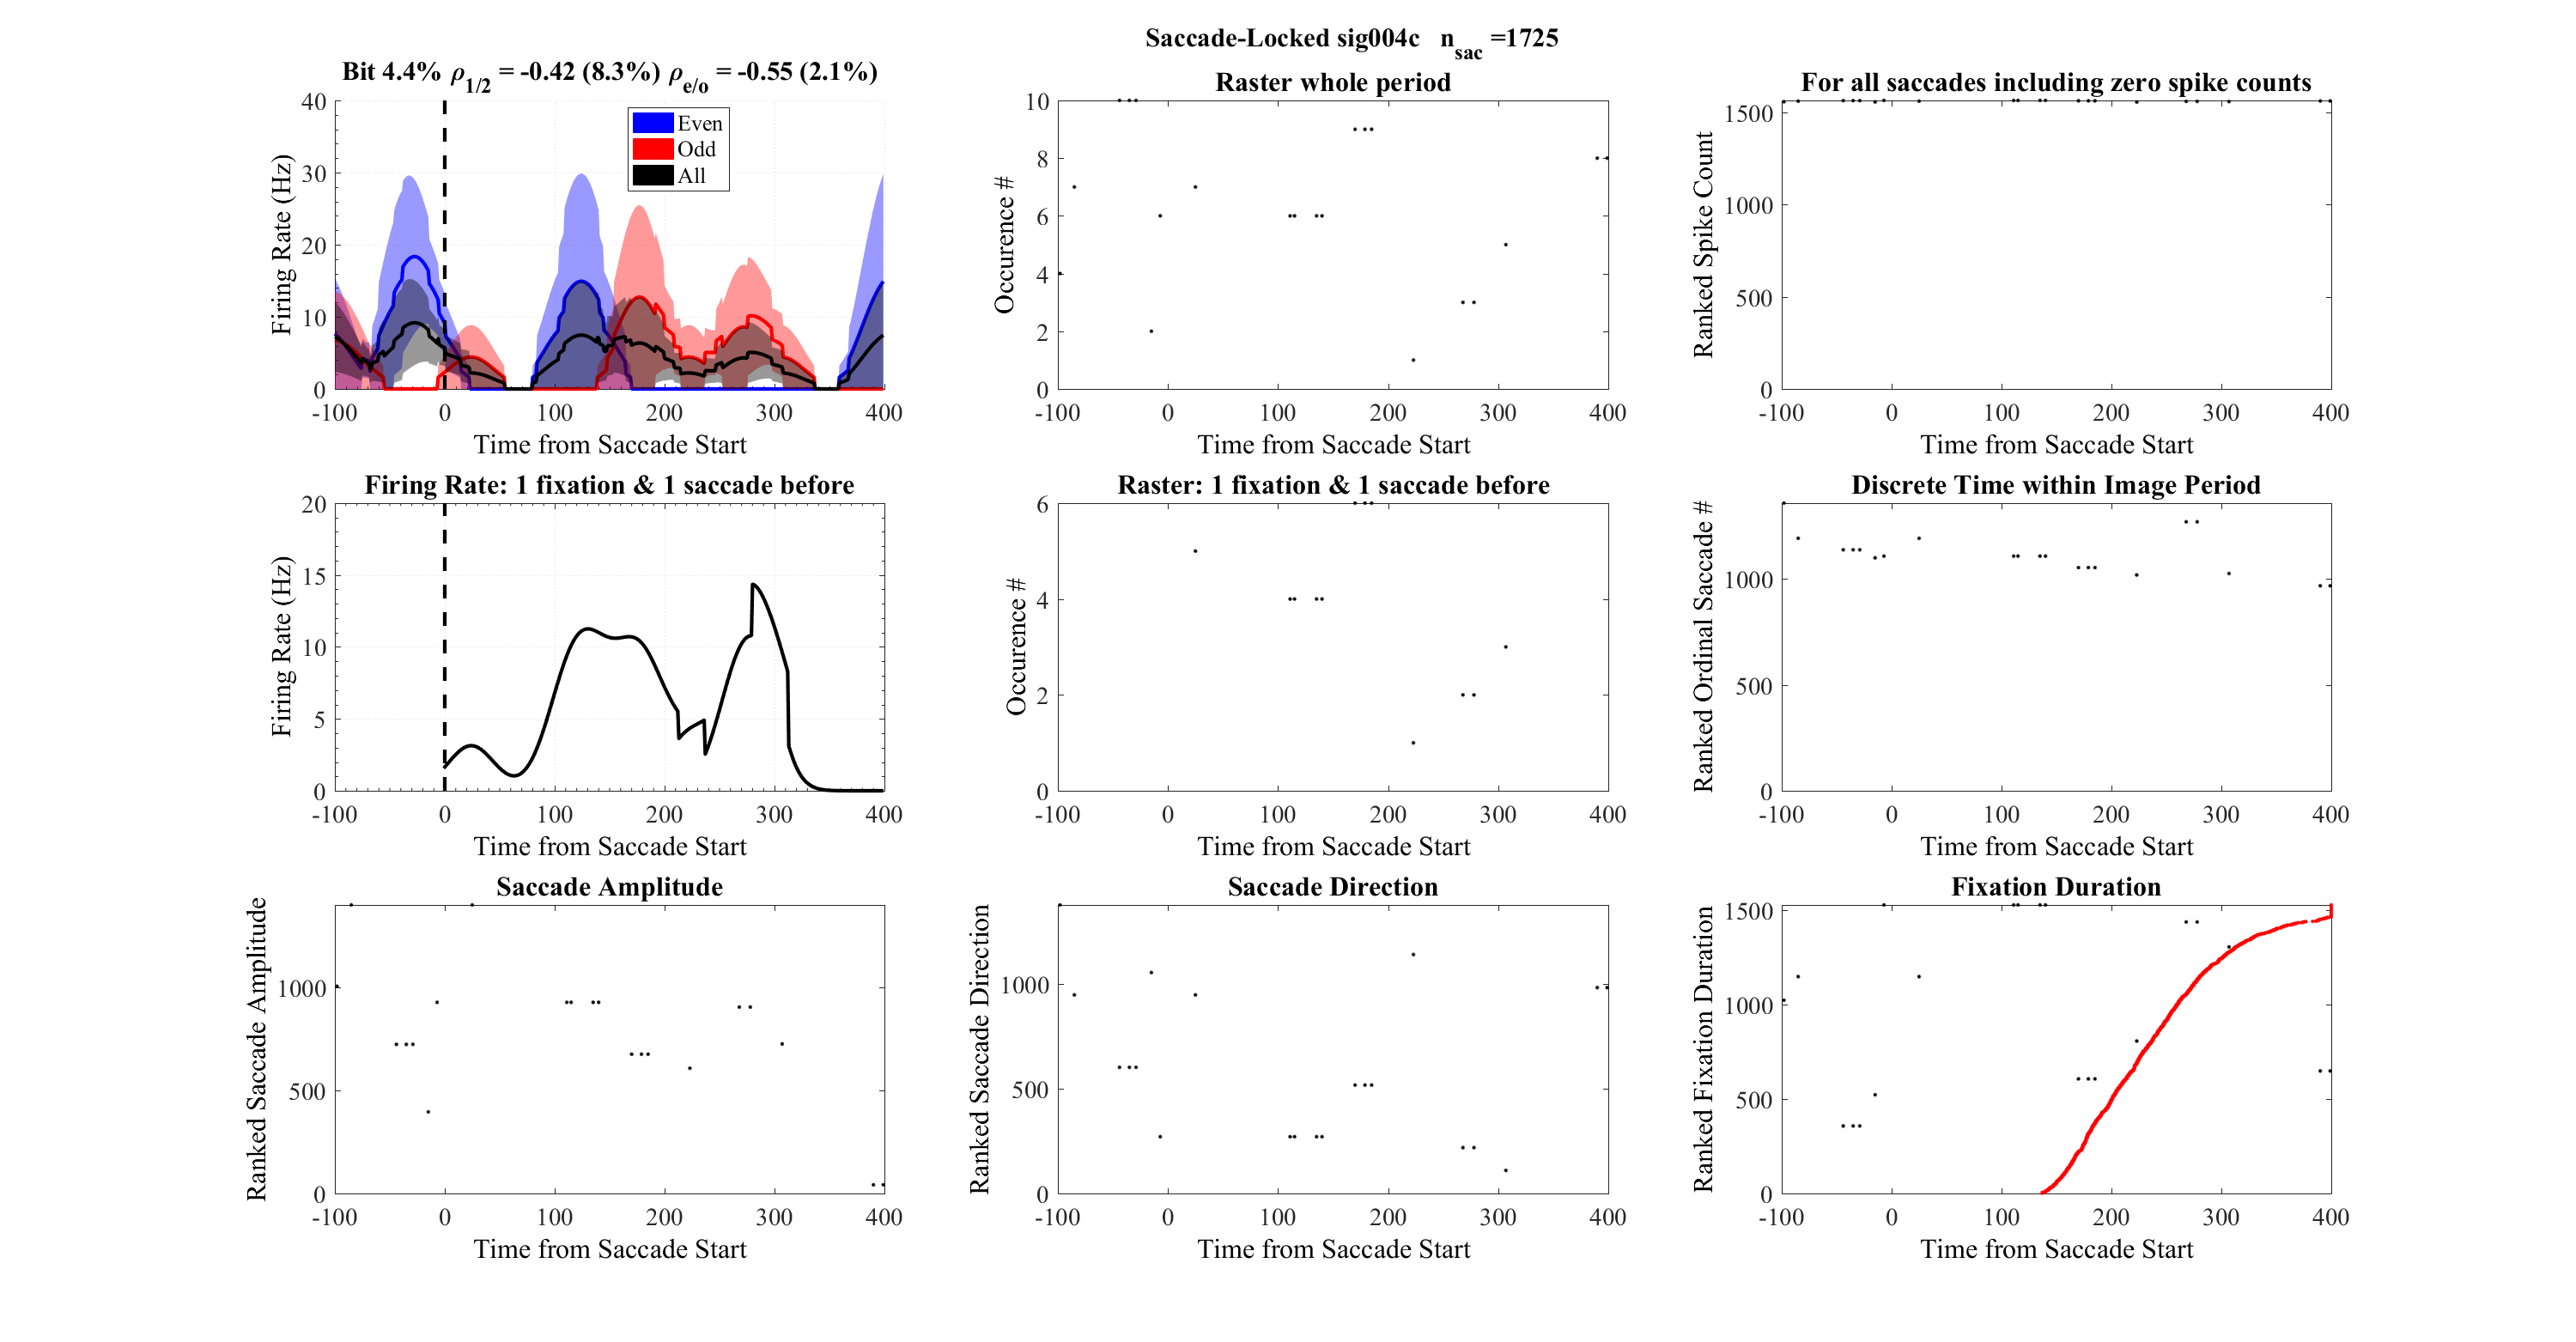 Saccade-Locked sig004c n_sac =1725
Bit 4.4% ρ_1/2 = -0.42 (8.3%) ρ_e/o = -0.55 (2.1%)
Firing Rate (Hz)
40
30
20
10
0
Even
Odd
All
-100 0 100 200 300 400
Time from Saccade Start
Raster whole period
Occurence #
10
8
6
4
2
0
-100 0 100 200 300 400
Time from Saccade Start
For all saccades including zero spike counts
Ranked Spike Count
1500
1000
500
0
-100 0 100 200 300 400
Time from Saccade Start
Firing Rate: 1 fixation & 1 saccade before
Firing Rate (Hz)
20
15
10
5
0
-100 0 100 200 300 400
Time from Saccade Start
Raster: 1 fixation & 1 saccade before
Occurence #
6
4
2
0
-100 0 100 200 300 400
Time from Saccade Start
Discrete Time within Image Period
Ranked Ordinal Saccade #
1000
500
0
-100 0 100 200 300 400
Time from Saccade Start
Saccade Amplitude
Ranked Saccade Amplitude
1000
500
0
-100 0 100 200 300 400
Time from Saccade Start
Saccade Direction
Ranked Saccade Direction
1000
500
0
-100 0 100 200 300 400
Time from Saccade Start
Fixation Duration
Ranked Fixation Duration
1500
1000
500
0
-100 0 100 200 300 400
Time from Saccade Start